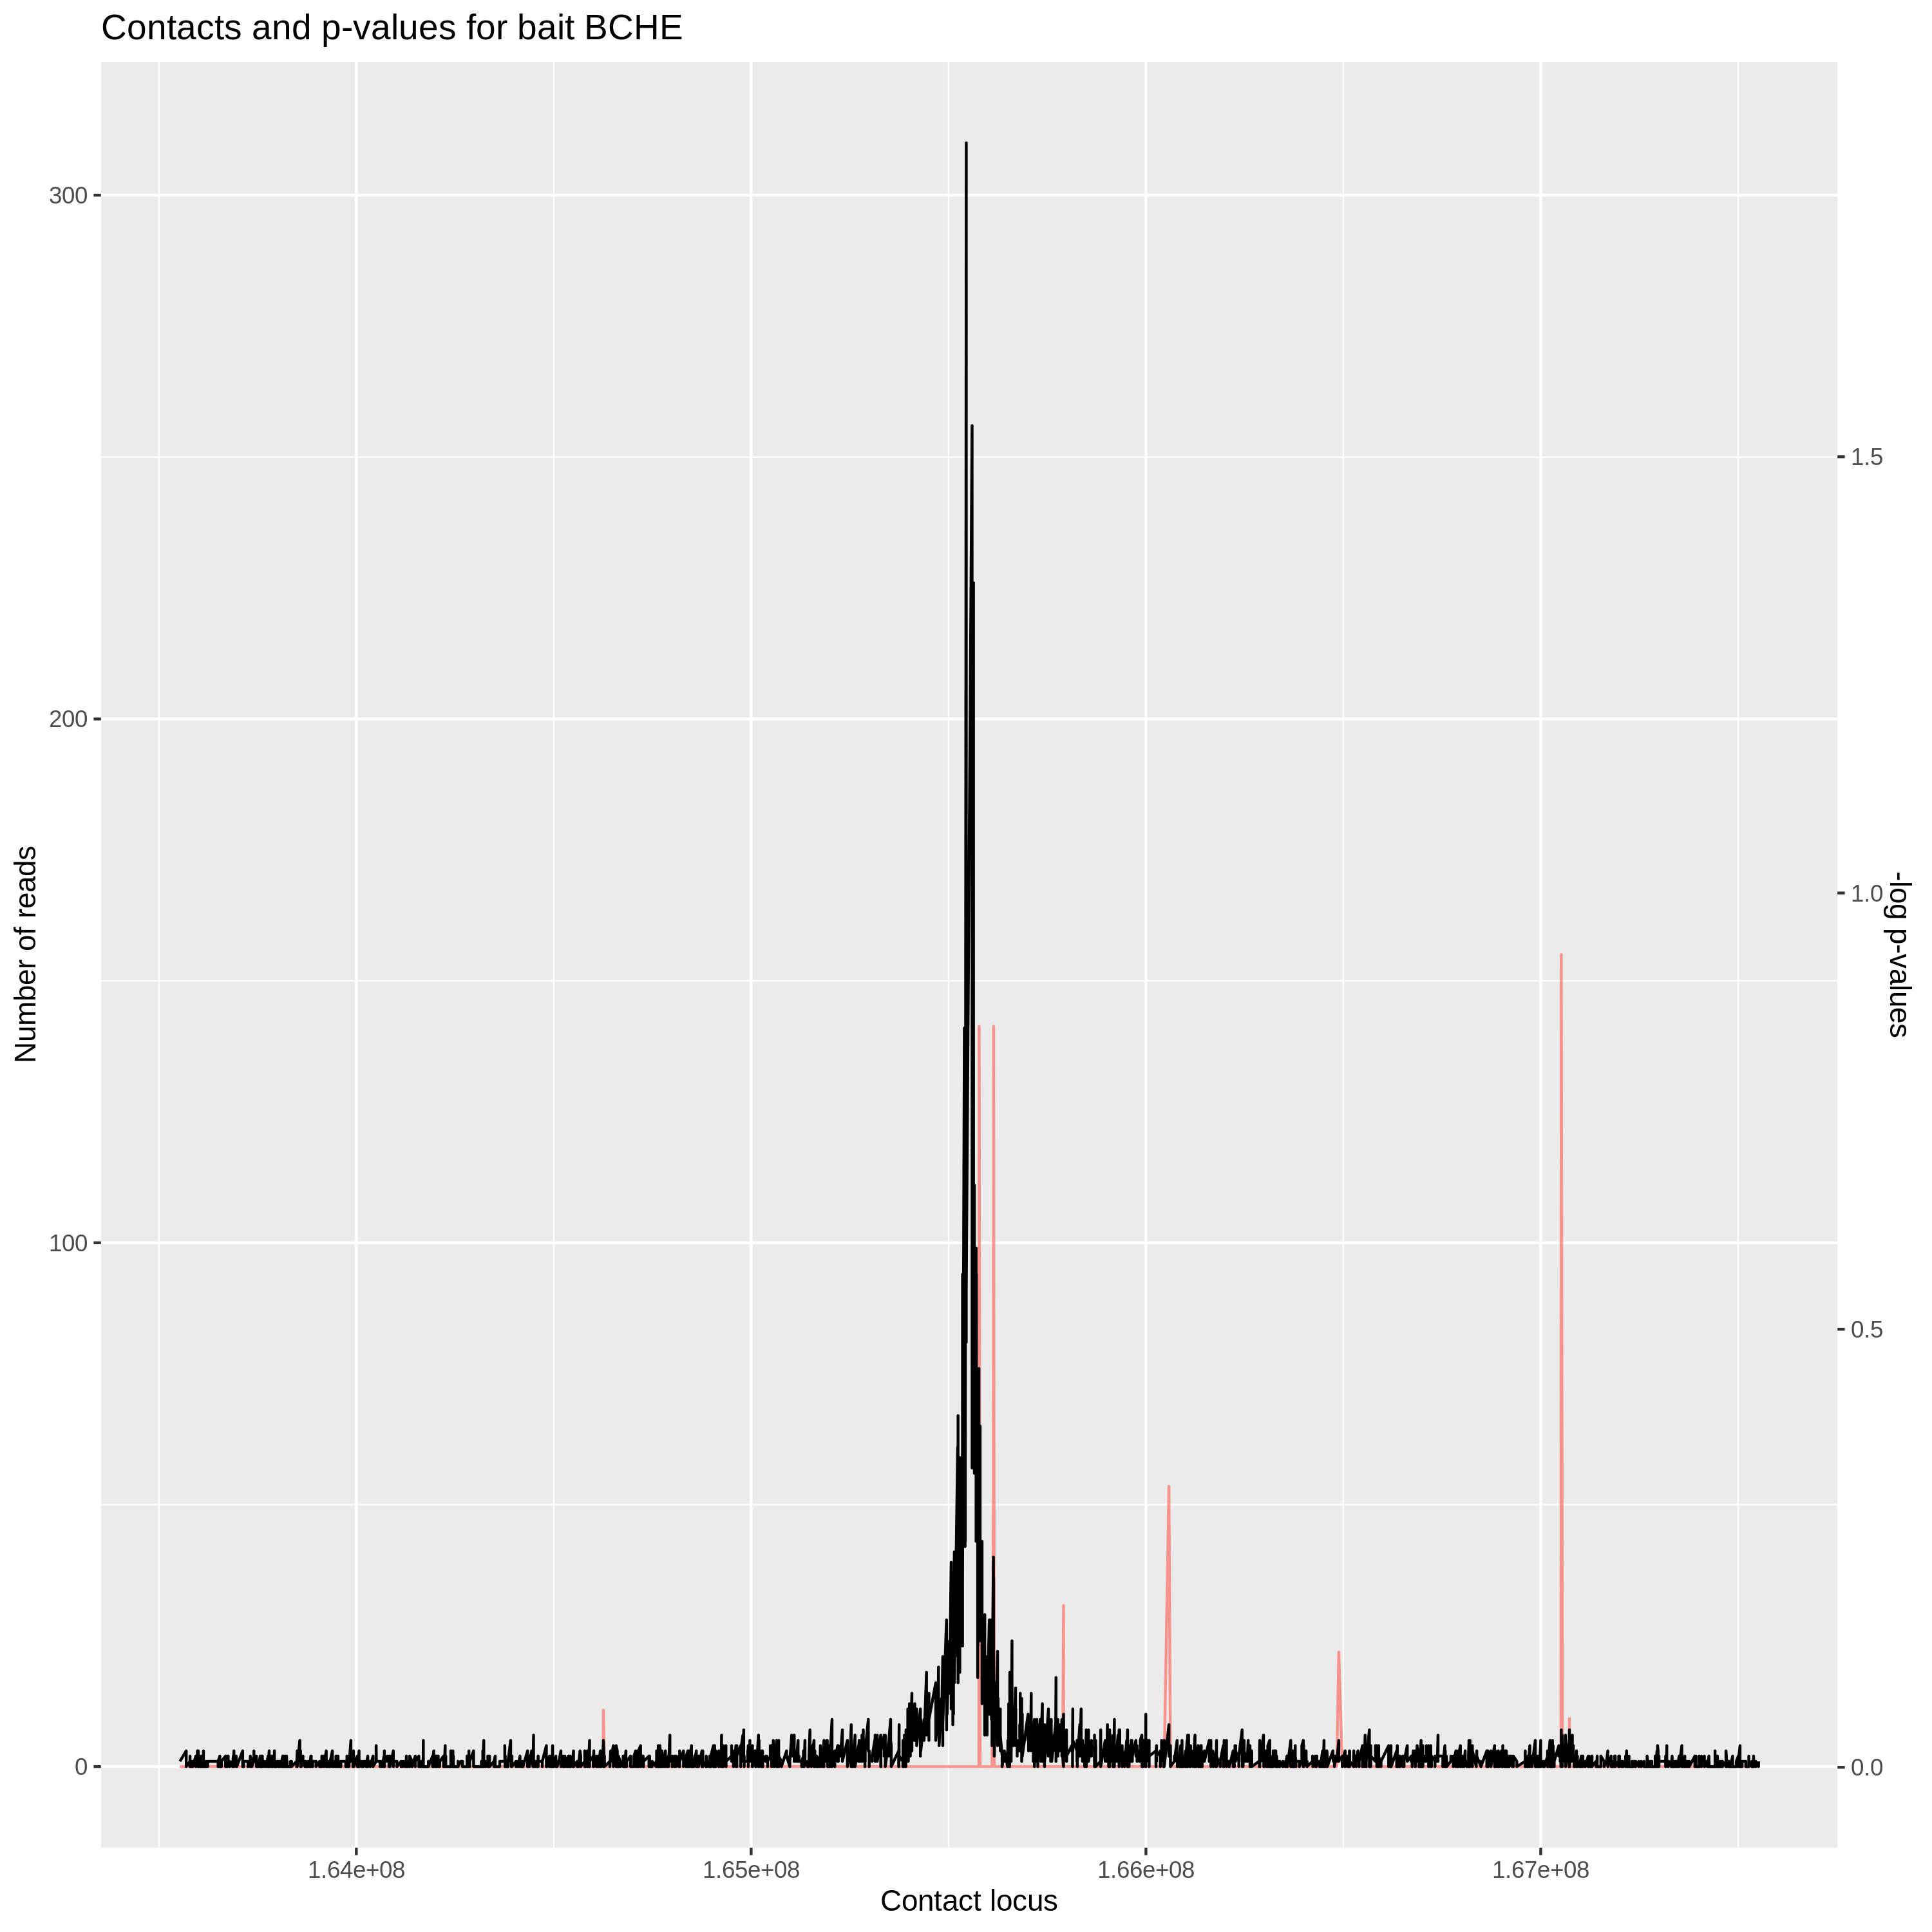 Contacts and p-values for bait BCHE
300
200
100
0
Number of reads
1.5
1.0
0.5
0.0
-log p-values
1.64e+08
1.65e+08
1.66e+08
1.67e+08
Contact locus